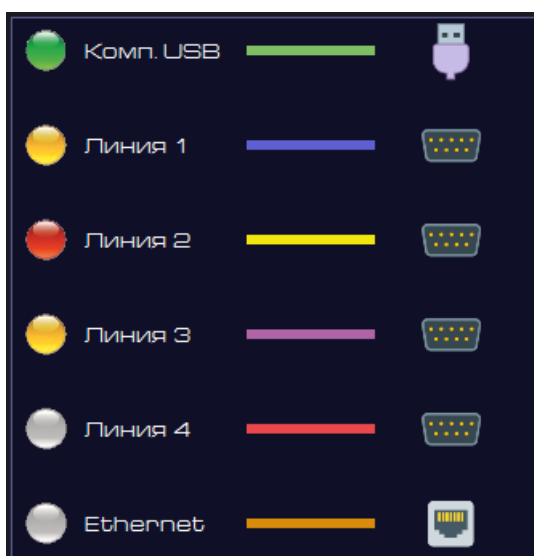 Комп. USB
Линия 1
Линия 2
Линия 3
Линия 4
Ethernet